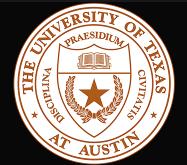 THE UNIVERSITY OF TEXAS
AT AUSTIN
PRAESIDIUM
DISCIPLINA
CIVITATIS